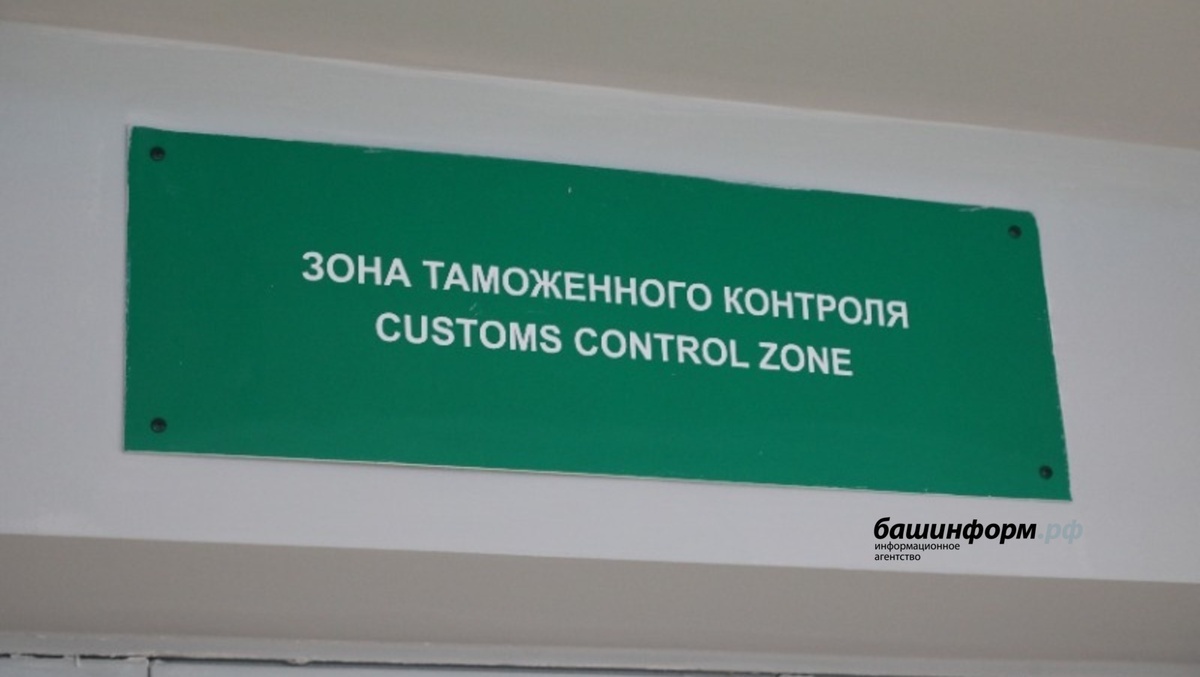 ЗОНА ТАМОЖЕННОГО КОНТРОЛЯ
CUSTOMS CONTROL ZONE
башинформ.рф
информационное
агентство